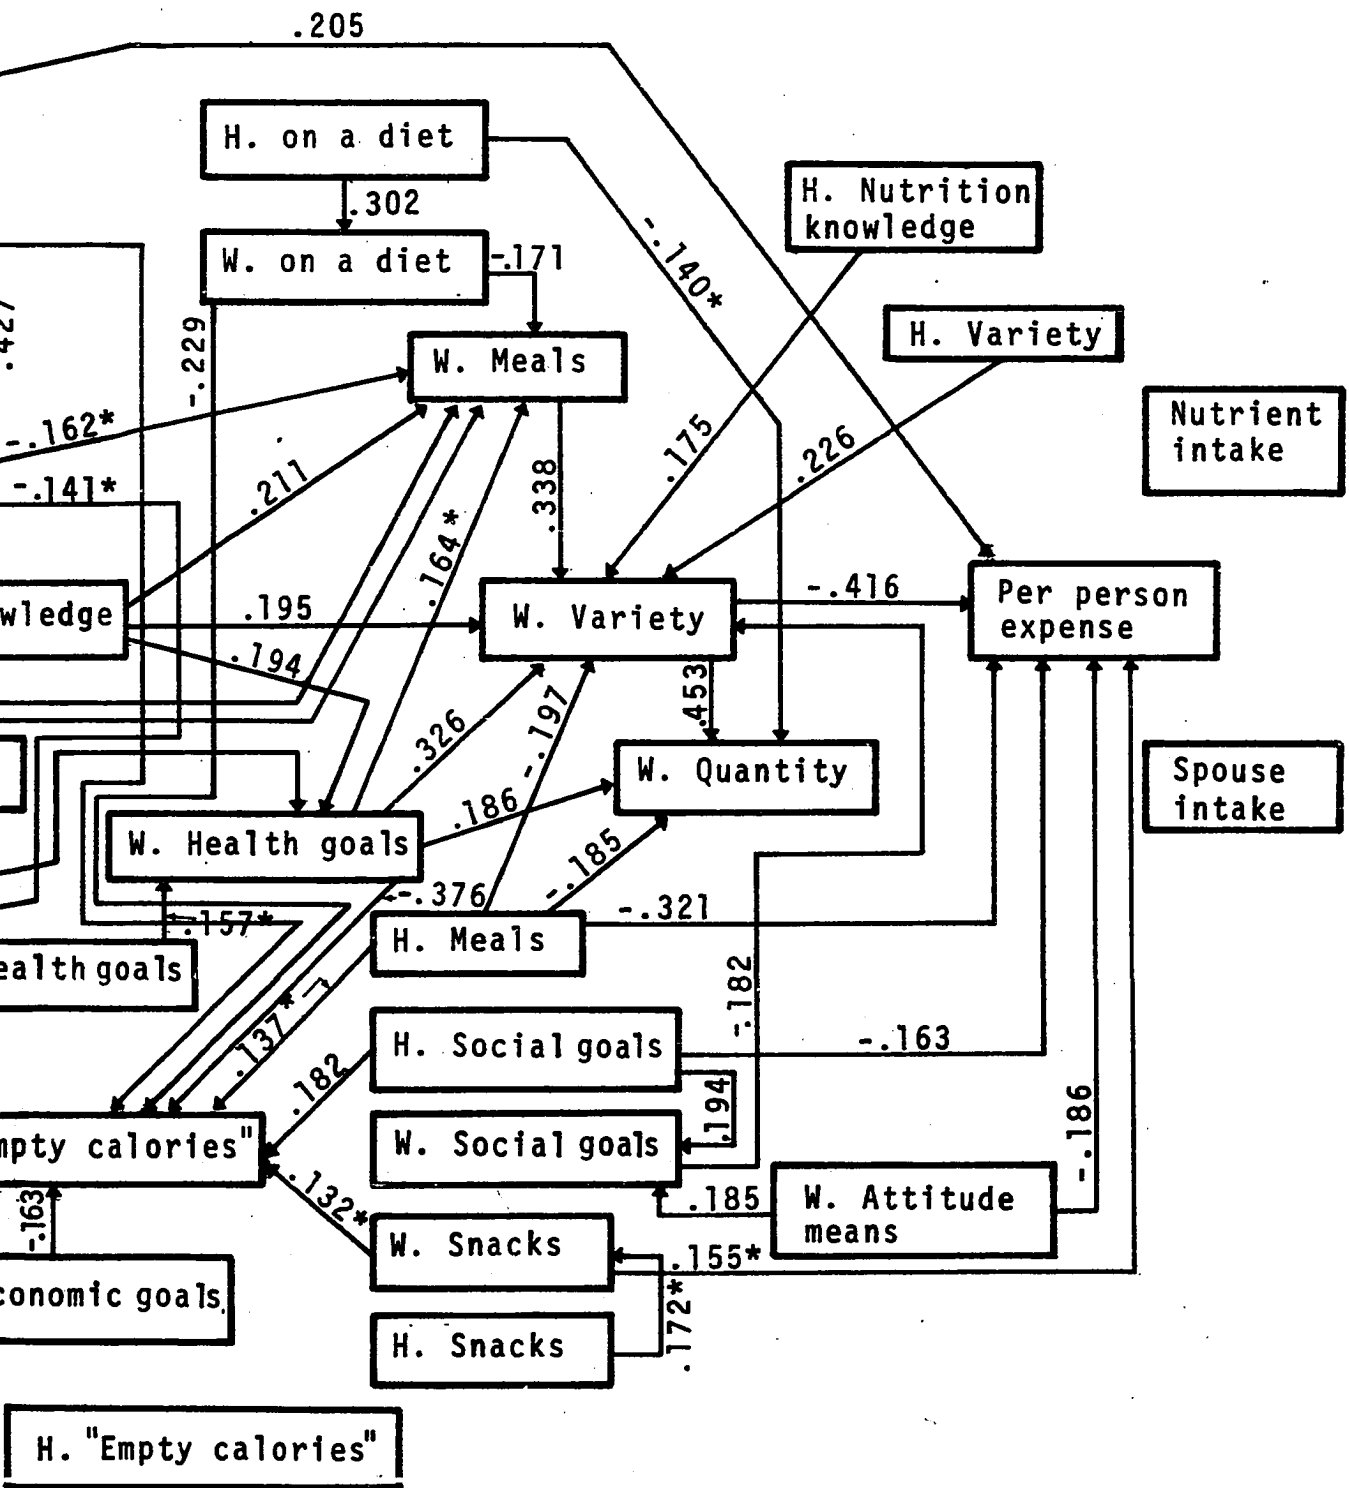 .205
H. on a diet
.302
W. on a diet
-.171
-.140*
H. Nutrition
knowledge
H. Variety
.427
-.229
W. Meals
-.162*
-.141*
.211
.164*
.338
.175
.226
Nutrient
intake
wledge
.195
.194
W. Variety
-.416
Per person
expense
.326
-.197
.453
W. Quantity
Spouse
intake
W. Health goals
.186
-.185
-.376
.157*
H. Meals
-.321
ealth goals
.137*
-.182
H. Social goals
-.163
.182
.194
mpty calories"
W. Social goals
-.186
-.163
.132*
.185
W. Attitude
means
W. Snacks
.155*
conomic goals
.172*
H. Snacks
H. "Empty calories"